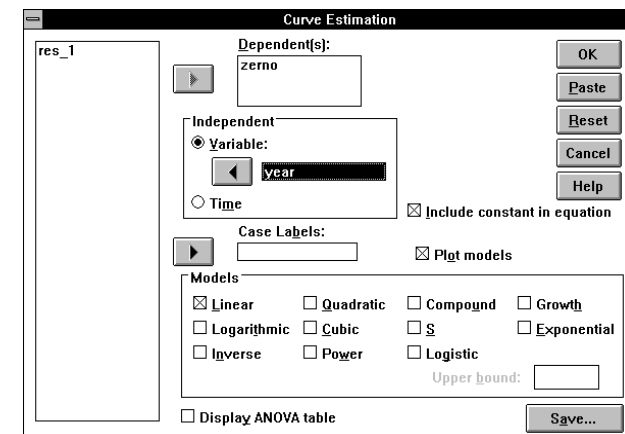 Curve Estimation
res_1
Dependent(s):
zerno
Independent
Variable:
year
Time
Case Labels:
OK
Paste
Reset
Cancel
Help
Include constant in equation
Plot models
Models
Linear Quadratic Compound Growth
Logarithmic Cubic S Exponential
Inverse Power Logistic
Upper bound:
Display ANOVA table
Save...